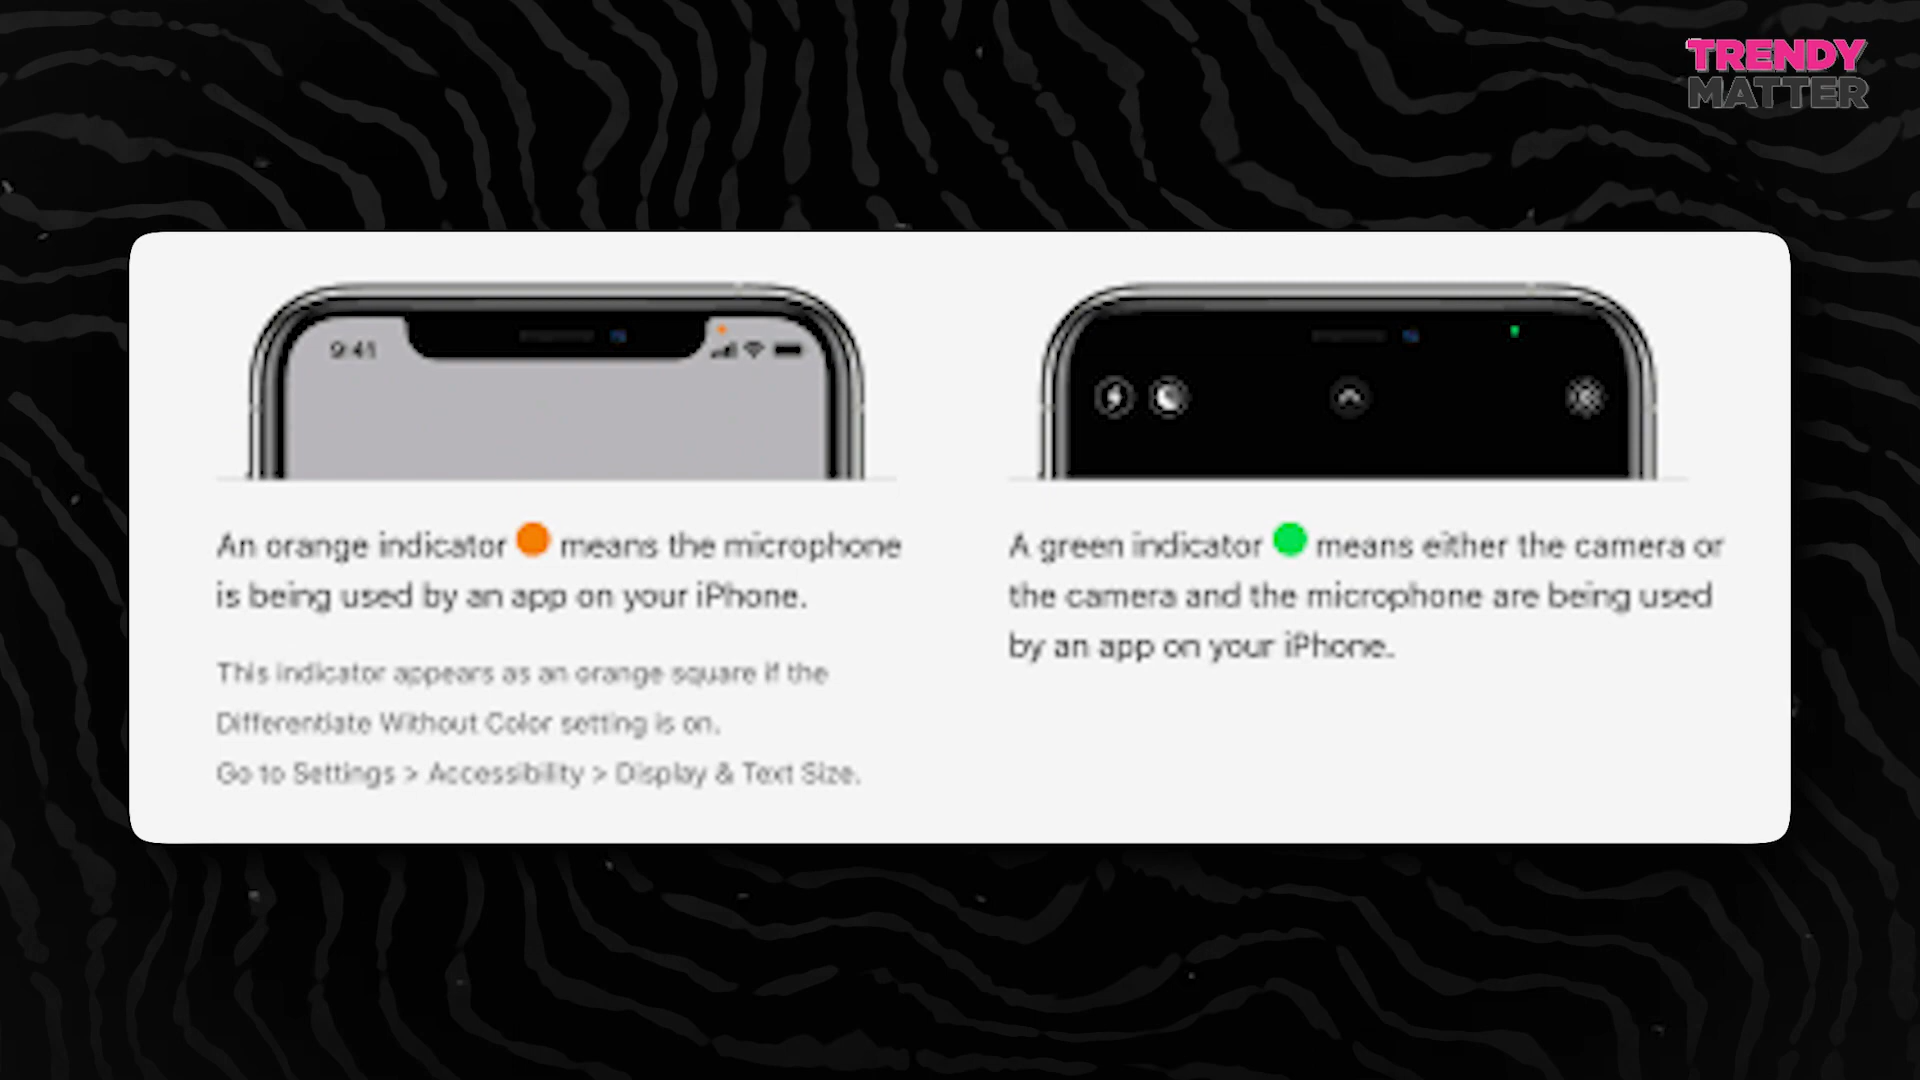 TRENDY
MATTER
9:41
An orange indicator means the microphone
is being used by an app on your iPhone.
This indicator appears as an orange square if the
Differentiate Without Color setting is on.
Go to Settings > Accessibility > Display & Text Size.
A green indicator means either the camera or
the camera and the microphone are being used
by an app on your iPhone.